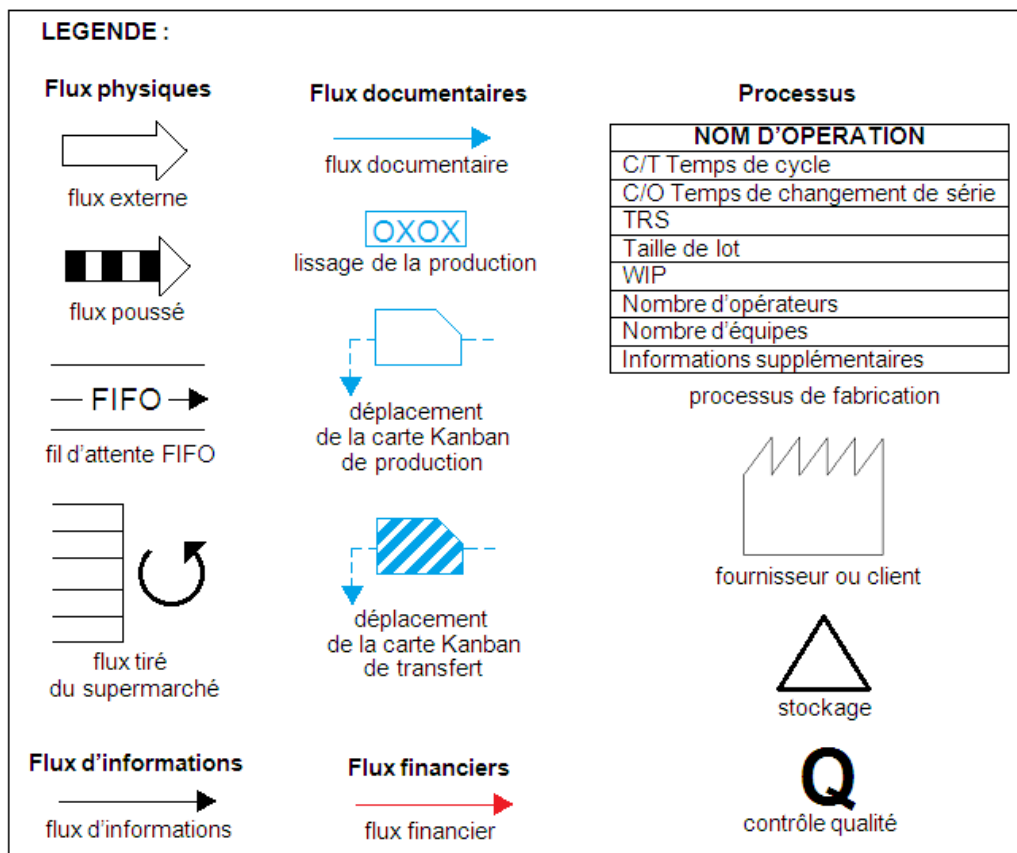 LEGENDE :
Flux physiques
flux externe
flux poussé
FIFO
fil d'attente FIFO
flux tiré
du supermarché
Flux d'informations
flux d'informations
Flux documentaires
flux documentaire
OXOX
lissage de la production
déplacement
de la carte Kanban
de production
déplacement
de la carte Kanban
de transfert
Flux financiers
flux financier
Processus
NOM D'OPERATION
C/T Temps de cycle
C/O Temps de changement de série
TRS
Taille de lot
WIP
Nombre d'opérateurs
Nombre d'équipes
Informations supplémentaires
processus de fabrication
fournisseur ou client
stockage
Q
contrôle qualité